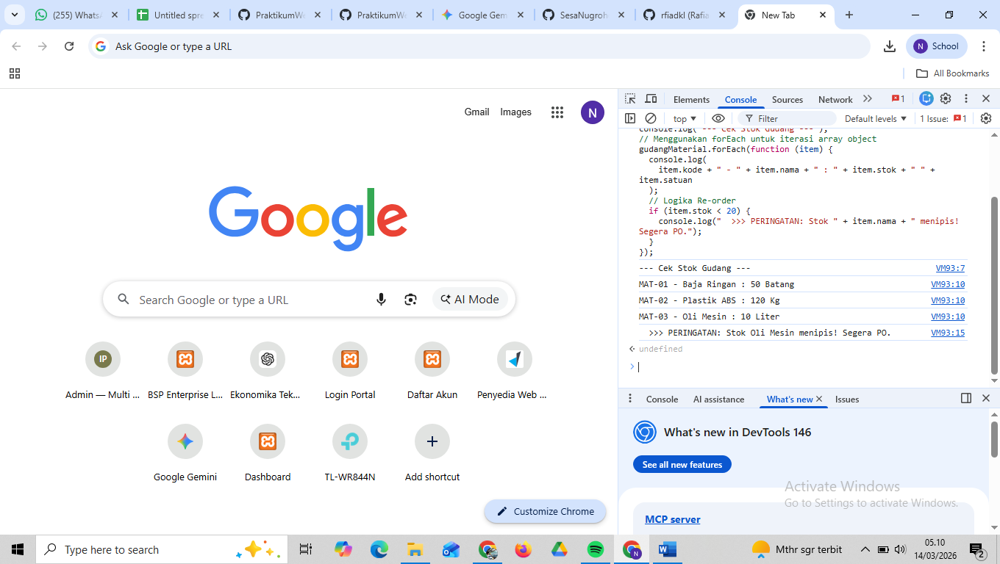 (255) Whats
Untitled spre
PraktikumWe
PraktikumWe
Google Gem
SesaNugroh
rfiadkl (Rafia
New Tab
Ask Google or type a URL
N
School
All Bookmarks
Gmail
Images
N
Google
Search Google or type a URL
AI Mode
IP
Admin — Multi ...
BSP Enterprise L...
Ekonomika Tek...
Login Portal
Daftar Akun
Penyedia Web ...
Google Gemini
Dashboard
TL-WR844N
Add shortcut
Customize Chrome
Elements
Console
Sources
Network
1
top
Filter
Default levels
1 Issue:
1
console.log("--- Cek Stok Gudang ---");
// Menggunakan forEach untuk iterasi array object
gudangMaterial.forEach(function (item) {
console.log(
item.kode + " - " + item.nama + " : " + item.stok + " " +
item.satuan
);
// Logika Re-order
if (item.stok < 20) {
console.log("  >>> PERINGATAN: Stok " + item.nama + " menipis!
Segera PO.");
}
});
--- Cek Stok Gudang --- VM93:7
MAT-01 - Baja Ringan : 50 Batang VM93:10
MAT-02 - Plastik ABS : 120 Kg VM93:10
MAT-03 - Oli Mesin : 10 Liter VM93:10
>>> PERINGATAN: Stok Oli Mesin menipis! Segera PO. VM93:15
undefined
Console
AI assistance
What's new
Issues
What's new in DevTools 146
See all new features
MCP server
Activate Windows
Go to Settings to activate Windows.
Type here to search
N
Mthr sgr terbit
05.10
14/03/2026
2